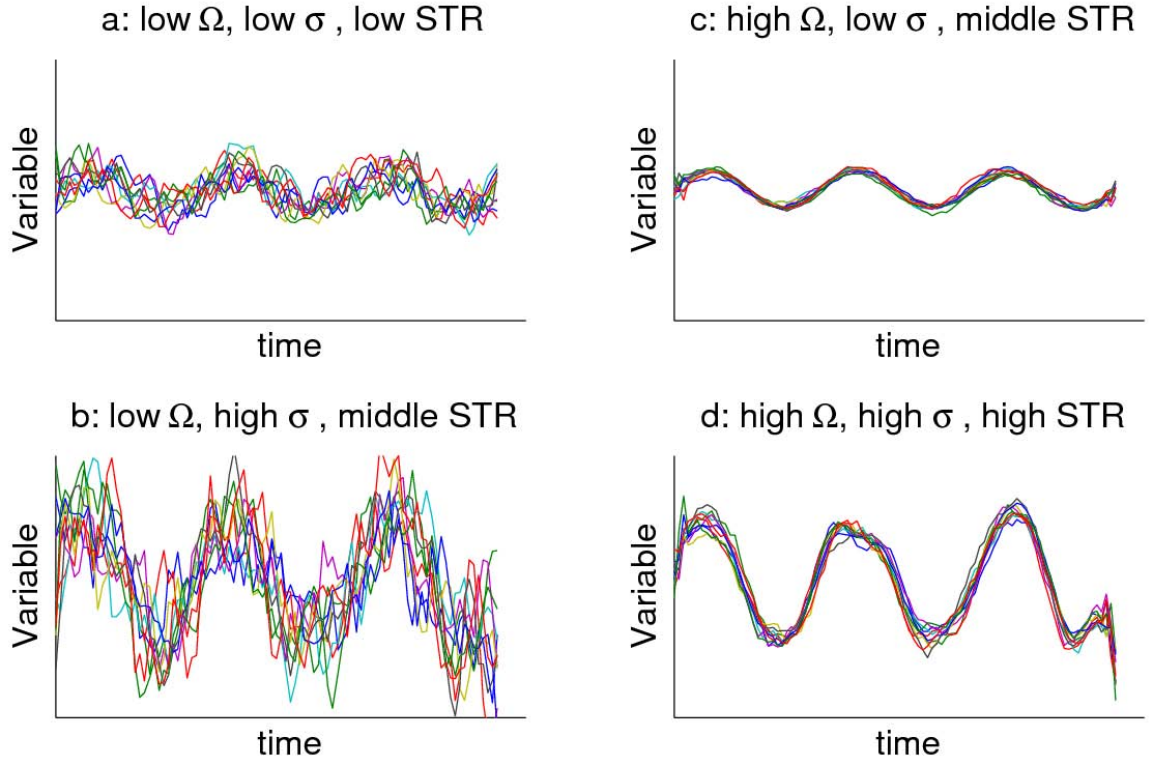 a: low Ω, low σ , low STR
Variable
time
c: high Ω, low σ , middle STR
Variable
time
b: low Ω, high σ , middle STR
Variable
time
d: high Ω, high σ , high STR
Variable
time